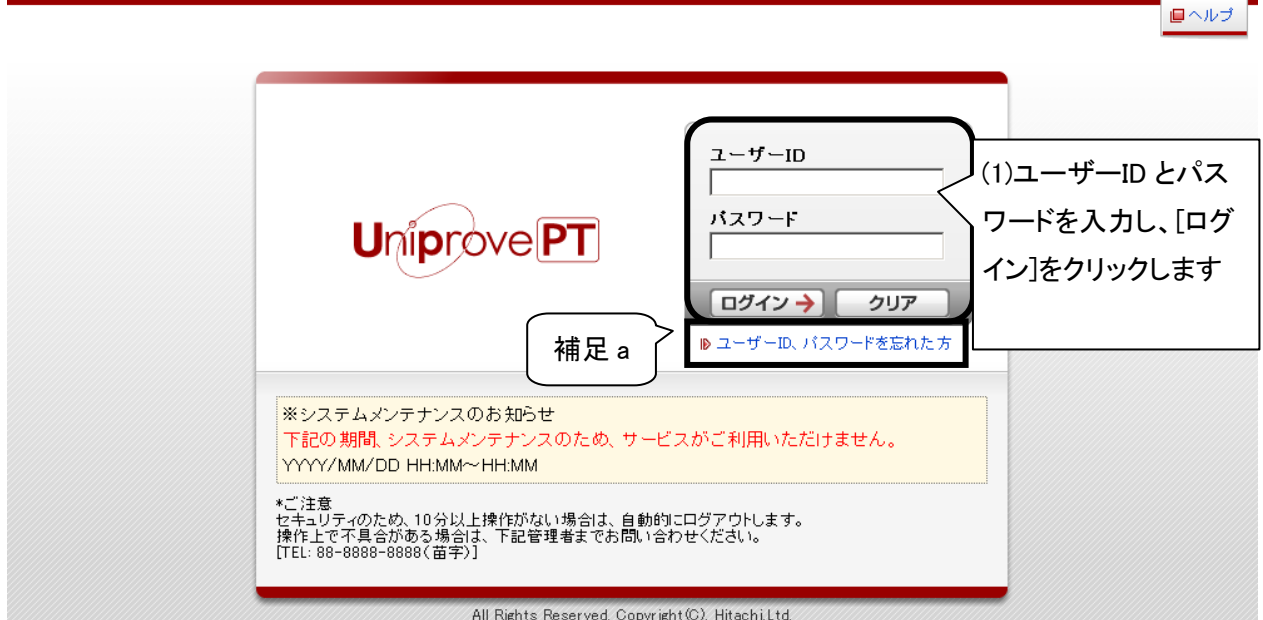 ヘルプ
ユーザーID
パスワード
UniprovePT
ログイン
クリア
ユーザーID、パスワードを忘れた方
(1)ユーザーID とパス
ワードを入力し、[ログ
イン]をクリックします
補足 a
※システムメンテナンスのお知らせ
下記の期間、システムメンテナンスのため、サービスがご利用いただけません。
YYYY/MM/DD HH:MM～HH:MM
*ご注意
セキュリティのため、10分以上操作がない場合は、自動的にログアウトします。
操作上で不具合がある場合は、下記管理者までお問い合わせください。
[TEL: 88-8888-8888(苗字)]
All Rights Reserved. Copyright(C), Hitachi,Ltd.